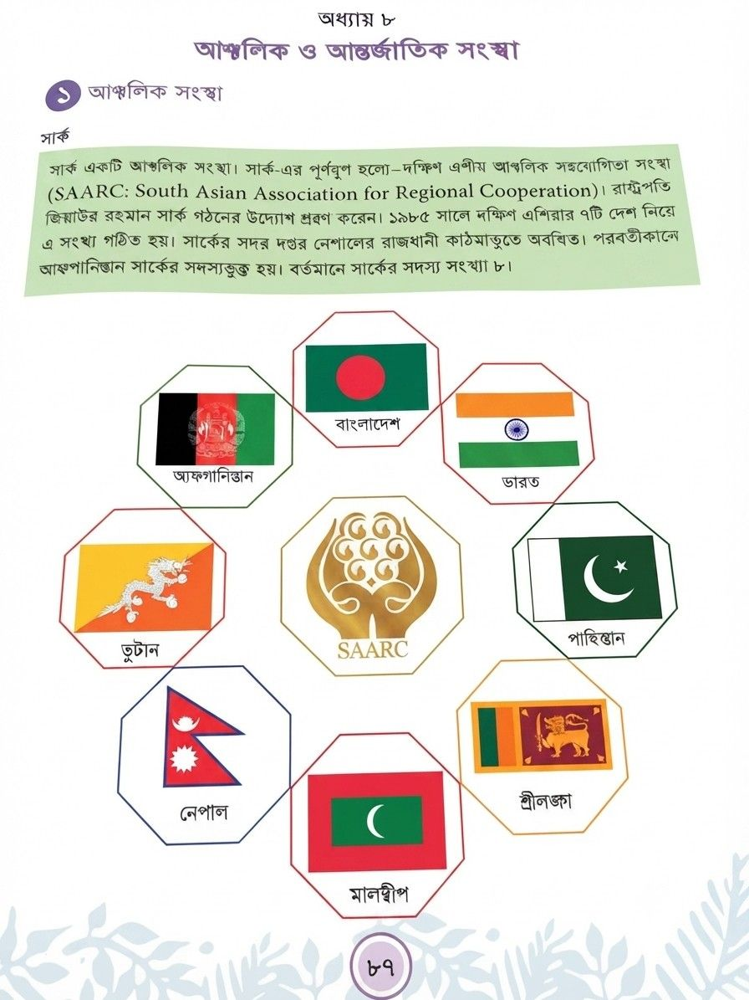 অধ্যায় ৮
আঞ্চলিক ও আন্তর্জাতিক সংস্থা
১ আঞ্চলিক সংস্থা
সার্ক
সার্ক একটি আঞ্চলিক সংস্থা। সার্ক-এর পূর্ণরূপ হলো–দক্ষিণ এশীয় আঞ্চলিক সহযোগিতা সংস্থা
(SAARC: South Asian Association for Regional Cooperation)। রাষ্ট্রপতি
জিয়াউর রহমান সার্ক গঠনের উদ্যোগ গ্রহণ করেন। ১৯৮৫ সালে দক্ষিণ এশিয়ার ৭টি দেশ নিয়ে
এ সংস্থা গঠিত হয়। সার্কের সদর দপ্তর নেপালের রাজধানী কাঠমান্ডুতে অবস্থিত। পরবর্তীকালে
আফগানিস্তান সার্কের সদস্যভুক্ত হয়। বর্তমানে সার্কের সদস্য সংখ্যা ৮।
বাংলাদেশ
আফগানিস্তান
ভারত
ভুটান
SAARC
পাকিস্তান
নেপাল
শ্রীলঙ্কা
মালদ্বীপ
৮৭